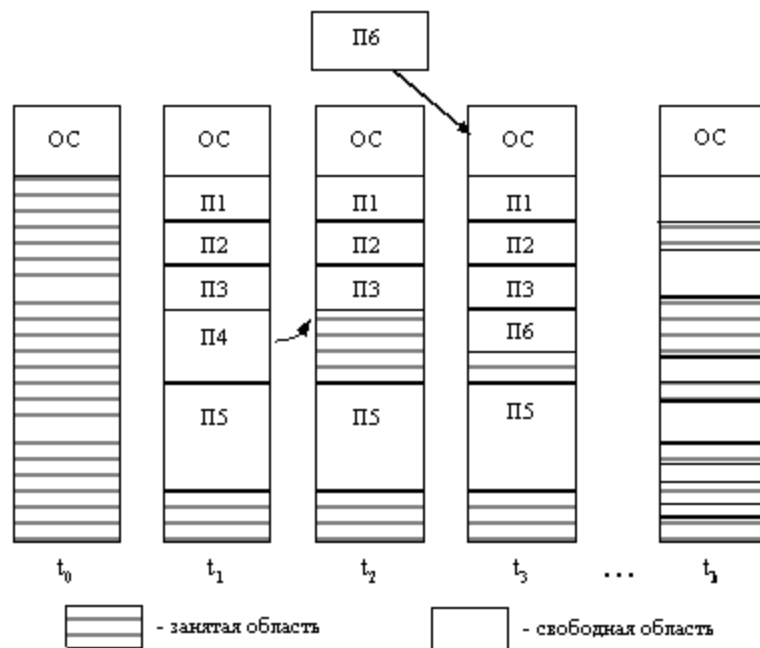 П6
ОС ОС ОС ОС ОС
П1 П1 П1
П2 П2 П2
П3 П3 П3
П4 П6
П5 П5 П5
t₀ t₁ t₂ t₃ ...
- занятая область - свободная область